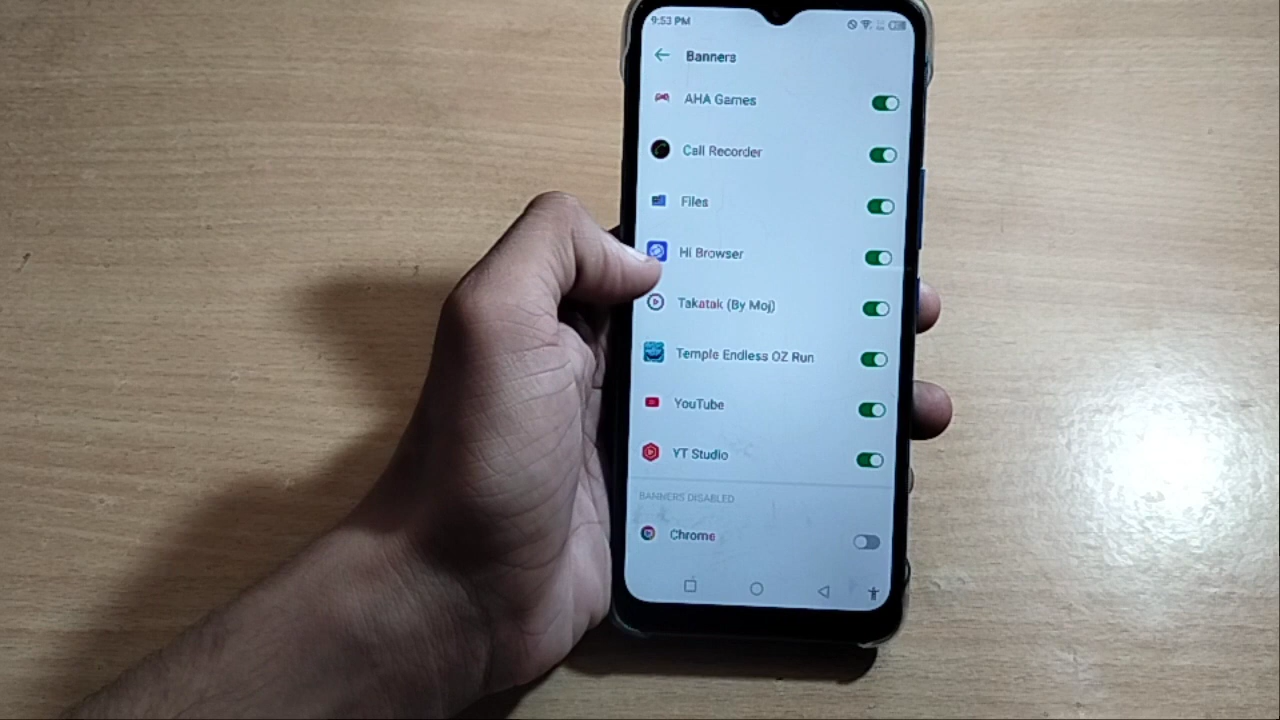 9:53 PM
Banners
AHA Games
Call Recorder
Files
Hi Browser
Takatak (By Moj)
Temple Endless OZ Run
YouTube
YT Studio
BANNERS DISABLED
Chrome